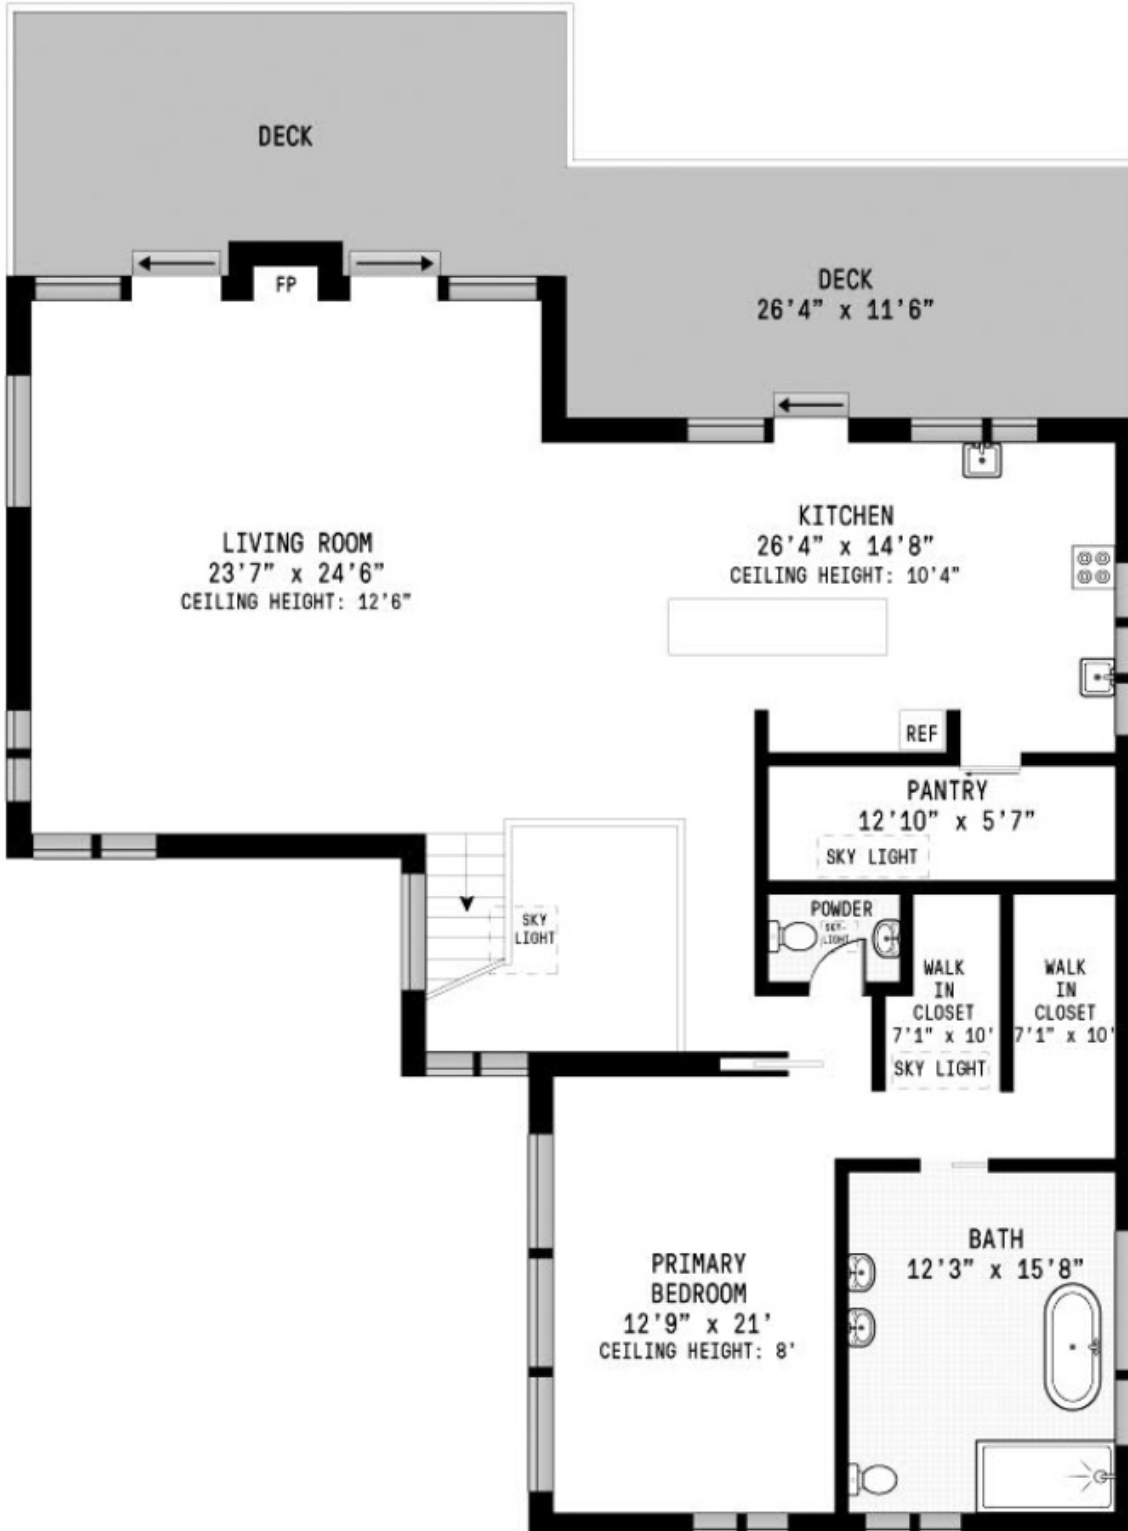 DECK
FP
DECK
26'4" x 11'6"
LIVING ROOM
23'7" x 24'6"
CEILING HEIGHT: 12'6"
KITCHEN
26'4" x 14'8"
CEILING HEIGHT: 10'4"
REF
PANTRY
12'10" x 5'7"
SKY LIGHT
SKY
LIGHT
POWDER
SKY-
LIGHT
WALK
IN
CLOSET
7'1" x 10'
SKY LIGHT
WALK
IN
CLOSET
7'1" x 10'
PRIMARY
BEDROOM
12'9" x 21'
CEILING HEIGHT: 8'
BATH
12'3" x 15'8"